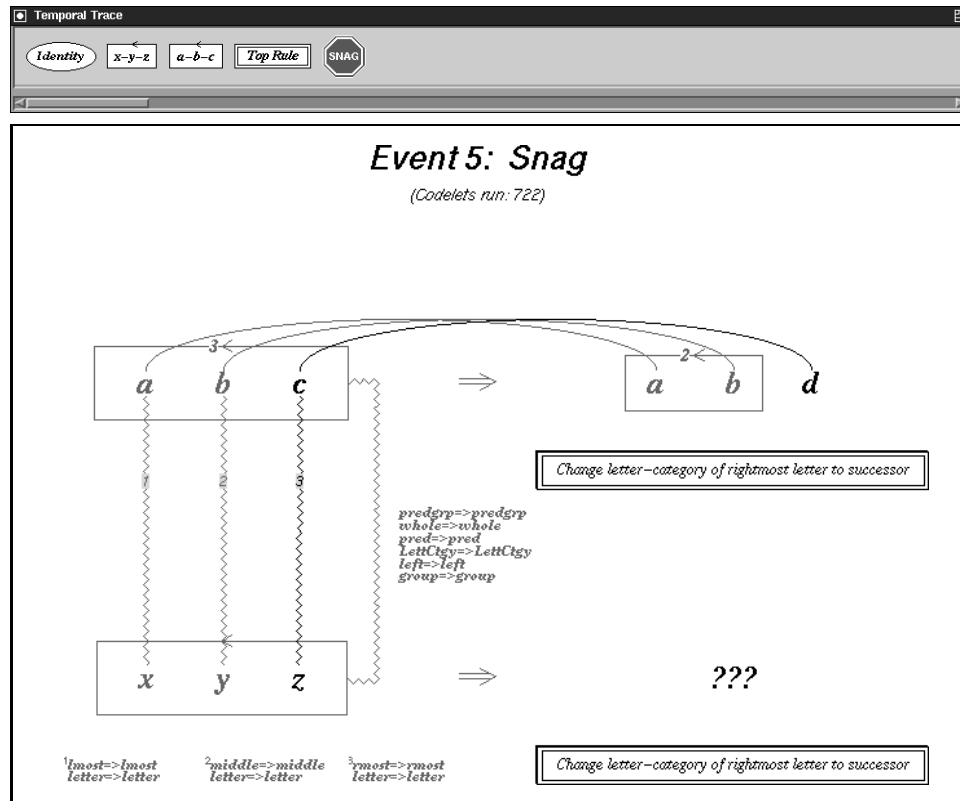 Temporal Trace
Identity x-y-z a-b-c Top Rule SNAG
Event 5: Snag
(Codelets run: 722)
3 2
a b c ⇒ a b d
Change letter-category of rightmost letter to successor
1 2 3
predgrp=>predgrp
whole=>whole
pred=>pred
LettCtgy=>LettCtgy
left=>left
group=>group
x y z ⇒ ???
1lmost=>lmost 2middle=>middle 3rmost=>rmost
letter=>letter letter=>letter letter=>letter
Change letter-category of rightmost letter to successor